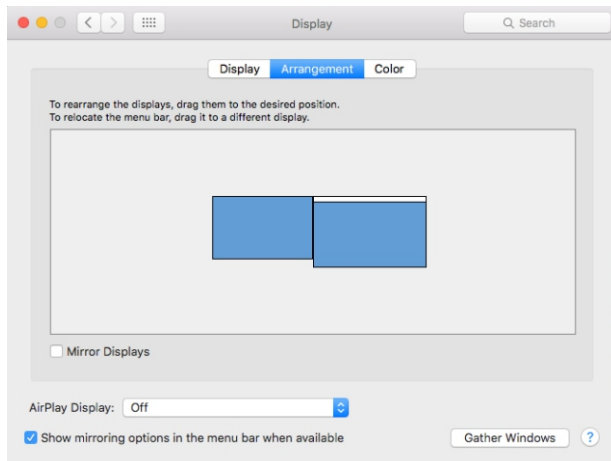 Display
Search
Display Arrangement Color
To rearrange the displays, drag them to the desired position.
To relocate the menu bar, drag it to a different display.
Mirror Displays
AirPlay Display: Off
Show mirroring options in the menu bar when available
Gather Windows ?